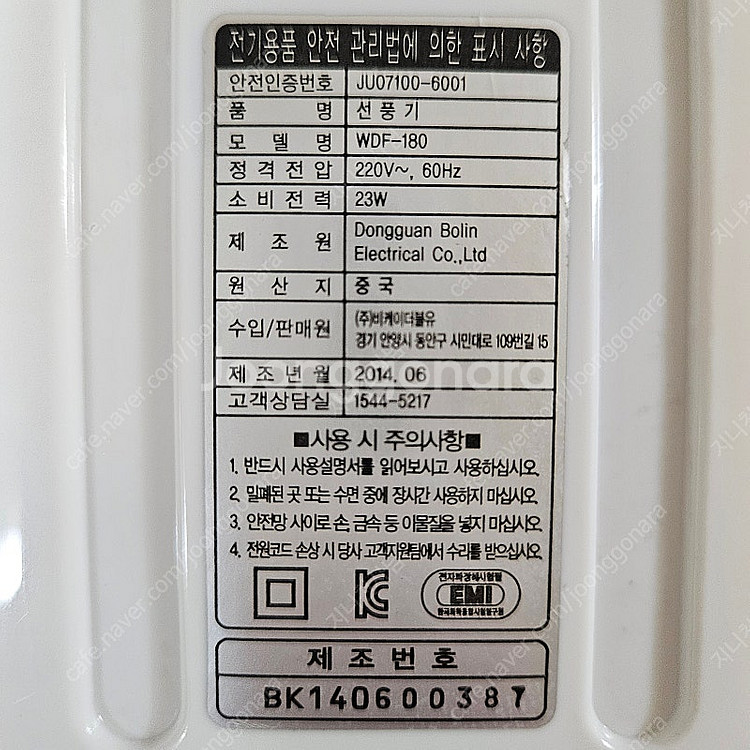 전기용품 안전 관리법에 의한 표시 사항
안전인증번호 JU07100-6001
품 명 선풍기
모 델 명 WDF-180
정격전압 220V~, 60Hz
소비전력 23W
제 조 원 Dongguan Bolin
Electrical Co.,Ltd
원 산 지 중국
수입/판매원 (주)비케이더블유
경기 안양시 동안구 시민대로 109번길 15
제조년월 2014. 06
고객상담실 1544-5217
■사용 시 주의사항■
1. 반드시 사용설명서를 읽어보시고 사용하십시오.
2. 밀폐된 곳 또는 수면 중에 장시간 사용하지 마십시오.
3. 안전망 사이로 손, 금속 등 이물질을 넣지 마십시오.
4. 전원코드 손상 시 당사 고객지원팀에서 수리를 받으십시오.
전자파장해시험필
EMI
제 조 번 호
BK140600387
Joonggonara
cafe.naver.com/joonggonara